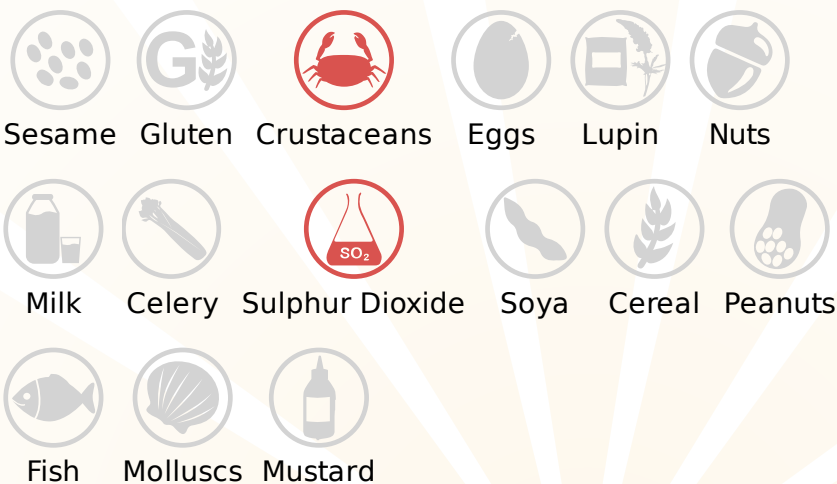 G
Sesame Gluten Crustaceans Eggs Lupin Nuts
SO₂
Milk Celery Sulphur Dioxide Soya Cereal Peanuts
Fish Molluscs Mustard